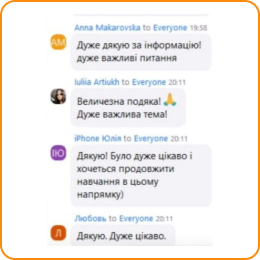 Anna Makarovska to Everyone 19:58
АМ
Дуже дякую за інформацію!
дуже важливі питання
Iuliia Artiukh to Everyone 20:11
Величезна подяка! 🙏
Дуже важлива тема!
iPhone Юлія to Everyone 20:11
ІЮ
Дякую! Було дуже цікаво і
хочеться продовжити
навчання в цьому
напрямку)
Любовь to Everyone 20:11
Л
Дякую. Дуже цікаво.